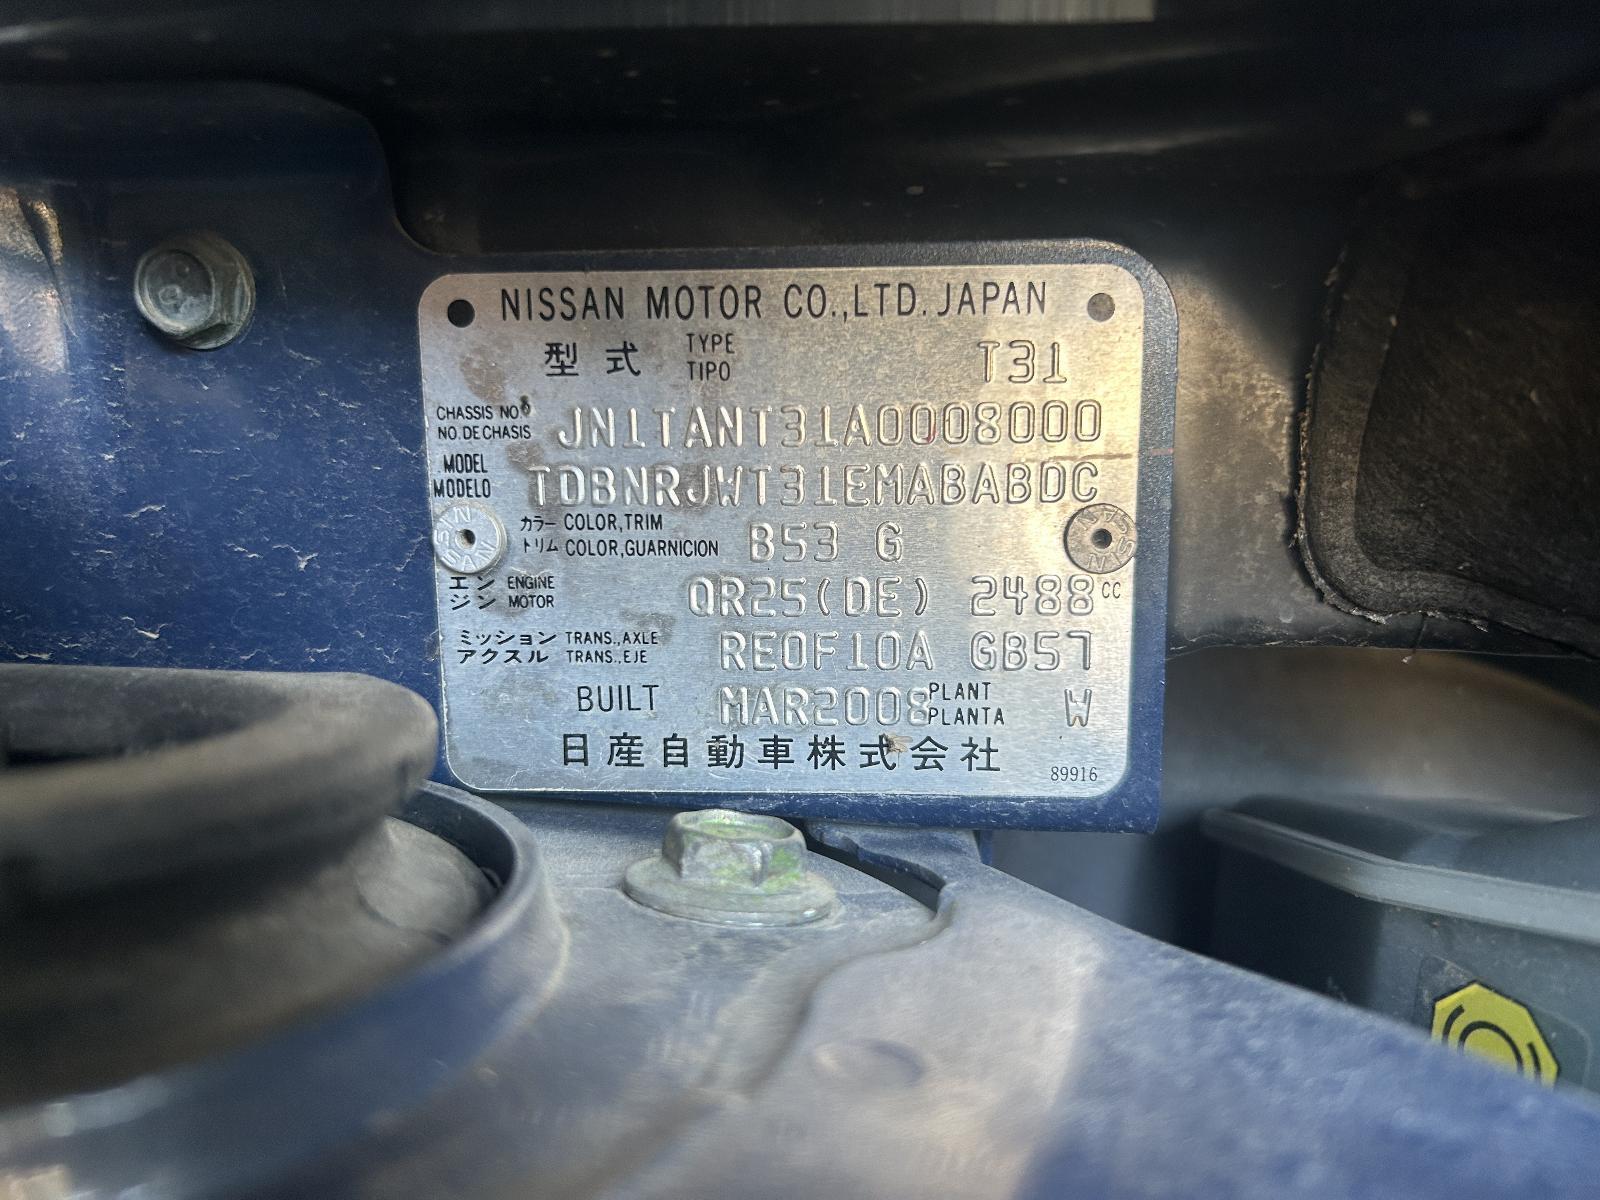 NISSAN MOTOR CO.,LTD. JAPAN
型式 TYPE TIPO T31
CHASSIS NO. NO. DE CHASIS JN1TANT31A0008000
MODEL MODELO TDBNRJWT31EMABABDC
カラー COLOR, TRIM
トリム COLOR, GUARNICION B53 G
エンジン ENGINE MOTOR QR25(DE) 2488CC
ミッション TRANS., AXLE
アクスル TRANS., EJE RE0F10A GB57
BUILT MAR2008 PLANT PLANTA W
日産自動車株式会社
89916
NISSAN
NISSAN